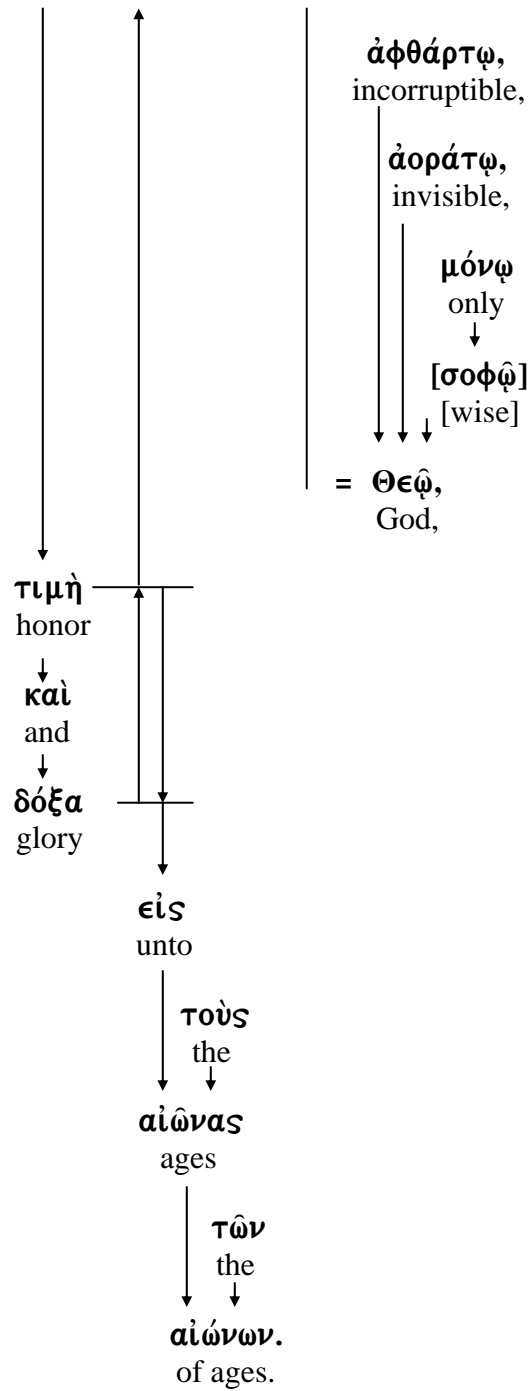 ἀφθάρτῳ,
incorruptible,
ἀοράτῳ,
invisible,
μόνῳ
only
[σοφῷ]
[wise]
= Θεῷ,
God,
τιμὴ
honor
καὶ
and
δόξα
glory
εἰς
unto
τοὺς
the
αἰῶνας
ages
τῶν
the
αἰώνων.
of ages.